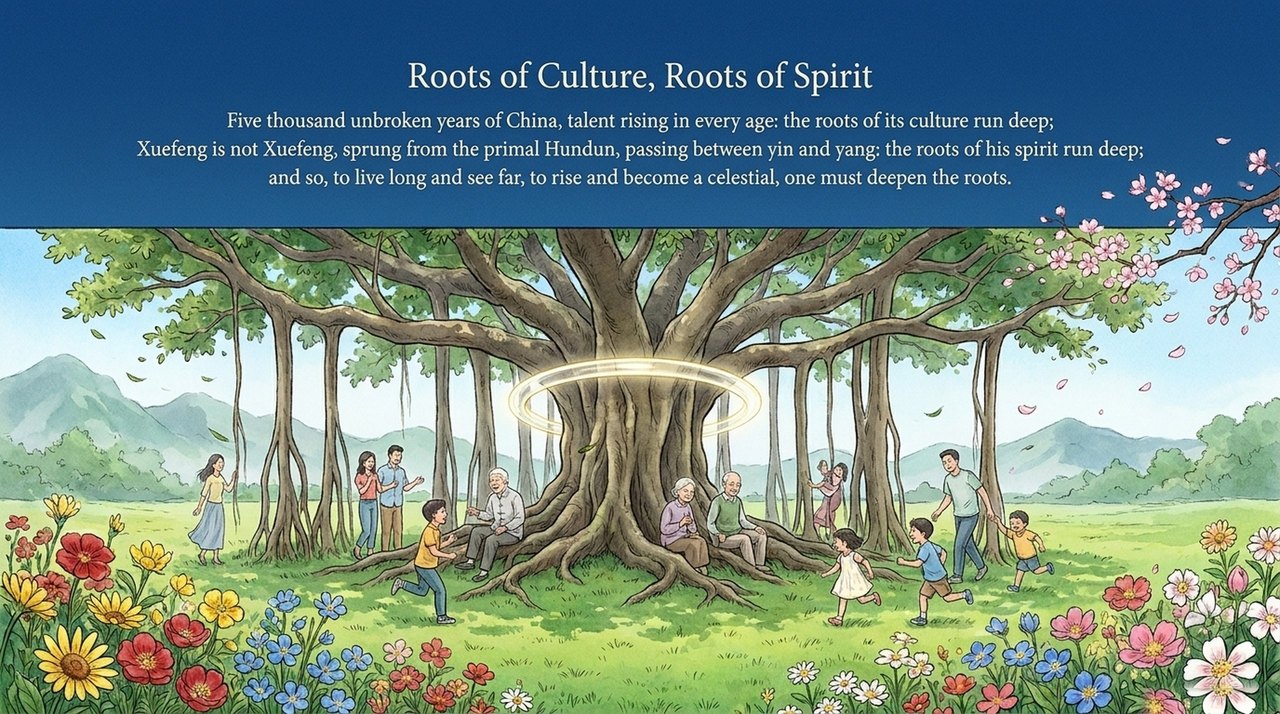 Roots of Culture, Roots of Spirit
Five thousand unbroken years of China, talent rising in every age: the roots of its culture run deep;
Xuefeng is not Xuefeng, sprung from the primal Hundun, passing between yin and yang: the roots of his spirit run deep;
and so, to live long and see far, to rise and become a celestial, one must deepen the roots.